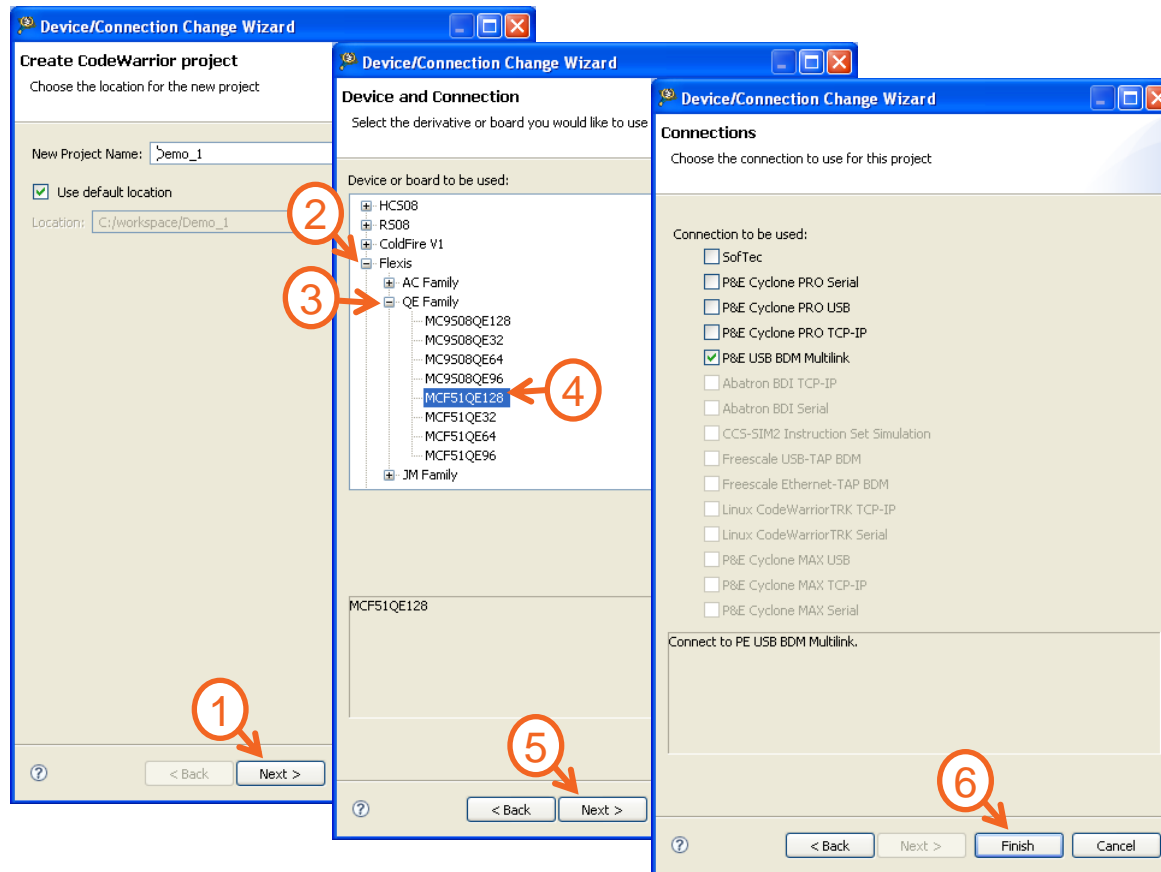 Device/Connection Change Wizard
Create CodeWarrior project
Choose the location for the new project
New Project Name:
Demo_1
Use default location
Location:
C:/workspace/Demo_1
1
?
< Back
Next >
Device/Connection Change Wizard
Device and Connection
Select the derivative or board you would like to use
Device or board to be used:
HCS08
RS08
ColdFire V1
2
Flexis
AC Family
3
QE Family
MC9S08QE128
MC9S08QE32
MC9S08QE64
MC9S08QE96
MCF51QE128
4
MCF51QE32
MCF51QE64
MCF51QE96
JM Family
MCF51QE128
5
?
< Back
Next >
Device/Connection Change Wizard
Connections
Choose the connection to use for this project
Connection to be used:
SofTec
P&E Cyclone PRO Serial
P&E Cyclone PRO USB
P&E Cyclone PRO TCP-IP
P&E USB BDM Multilink
Abatron BDI TCP-IP
Abatron BDI Serial
CCS-SIM2 Instruction Set Simulation
Freescale USB-TAP BDM
Freescale Ethernet-TAP BDM
Linux CodeWarriorTRK TCP-IP
Linux CodeWarriorTRK Serial
P&E Cyclone MAX USB
P&E Cyclone MAX TCP-IP
P&E Cyclone MAX Serial
Connect to PE USB BDM Multilink.
6
?
< Back
Next >
Finish
Cancel